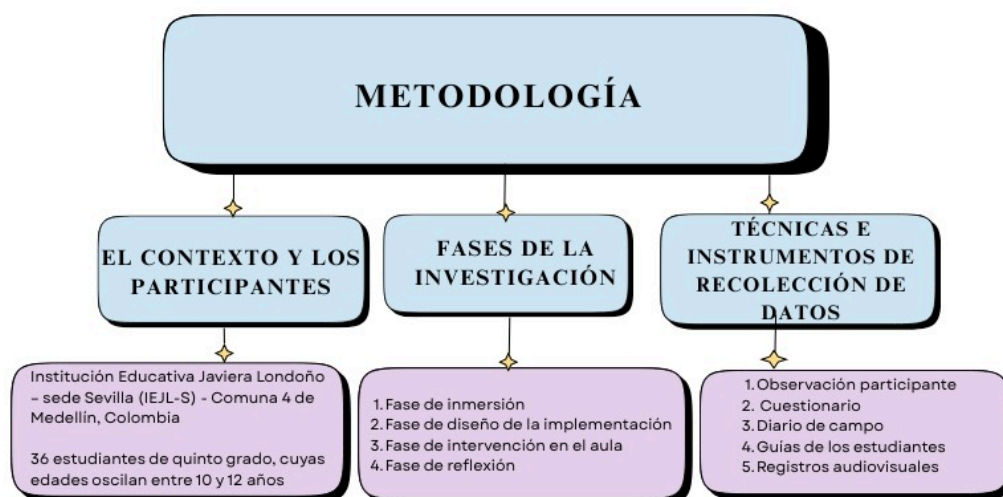 METODOLOGÍA
EL CONTEXTO Y LOS
PARTICIPANTES
Institución Educativa Javiera Londoño
– sede Sevilla (IEJL-S) - Comuna 4 de
Medellín, Colombia
36 estudiantes de quinto grado, cuyas
edades oscilan entre 10 y 12 años
FASES DE LA
INVESTIGACIÓN
1. Fase de inmersión
2. Fase de diseño de la implementación
3. Fase de intervención en el aula
4. Fase de reflexión
TÉCNICAS E
INSTRUMENTOS DE
RECOLECCIÓN DE
DATOS
1. Observación participante
2. Cuestionario
3. Diario de campo
4. Guías de los estudiantes
5. Registros audiovisuales